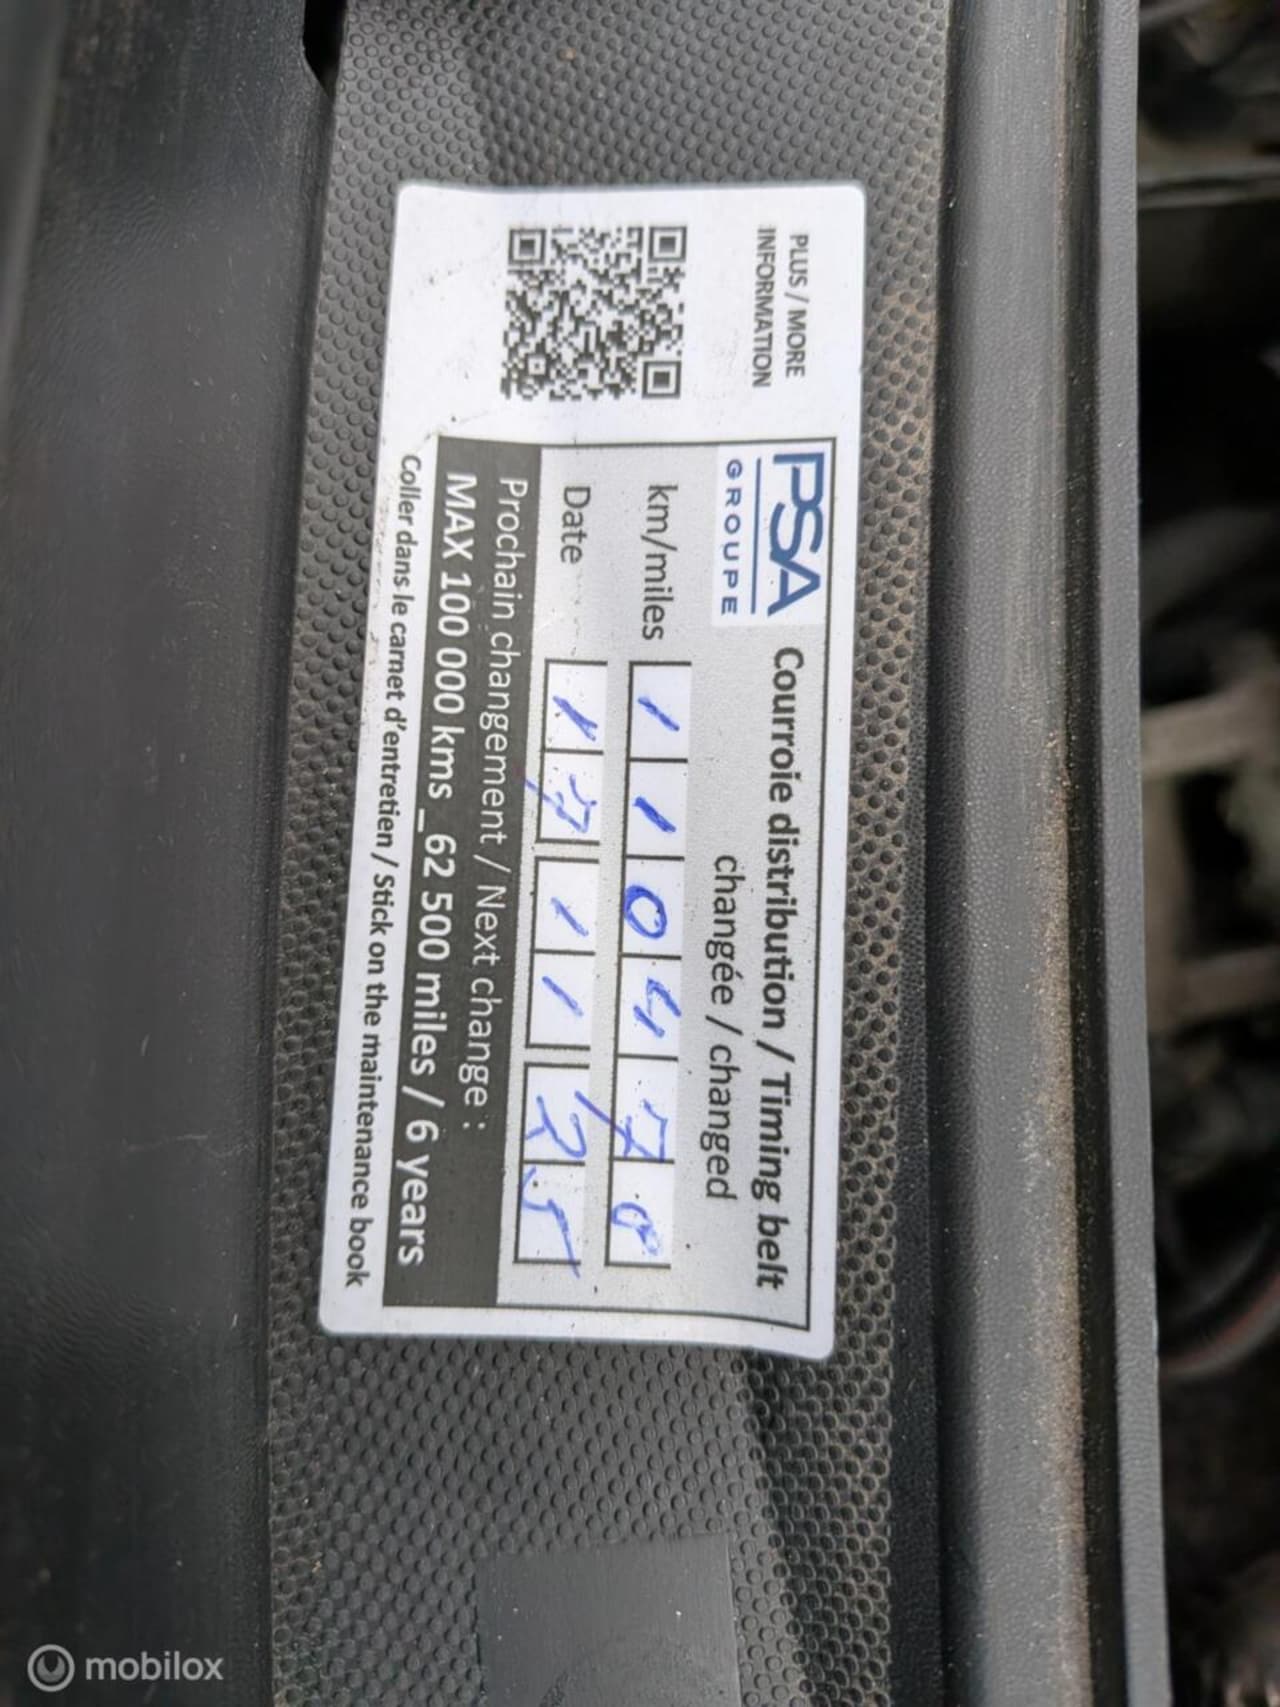 PLUS / MORE
INFORMATION
PSA
GROUPE
Courroie distribution / Timing belt
changée / changed
km/miles 110470
Date 17 11 25
Prochain changement / Next change :
MAX 100 000 kms_62 500 miles / 6 years
Coller dans le carnet d'entretien / Stick on the maintenance book
mobilox